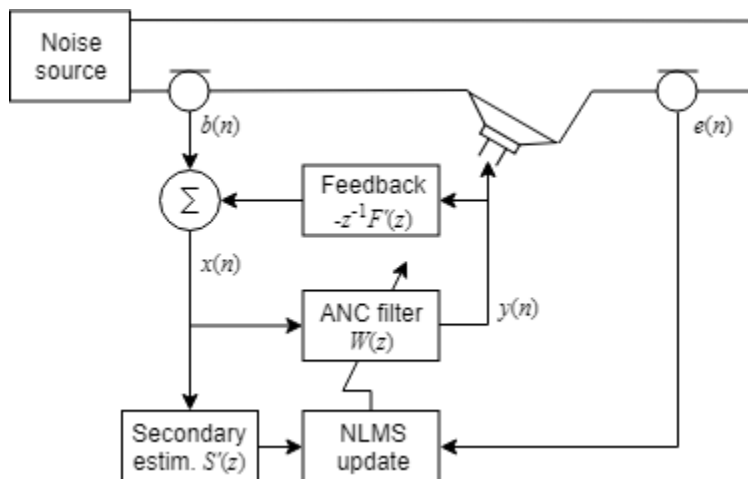 Noise
source
b(n)
e(n)
Feedback
-z⁻¹F'(z)
Σ
x(n)
ANC filter
W(z)
y(n)
Secondary
estim. S'(z)
NLMS
update